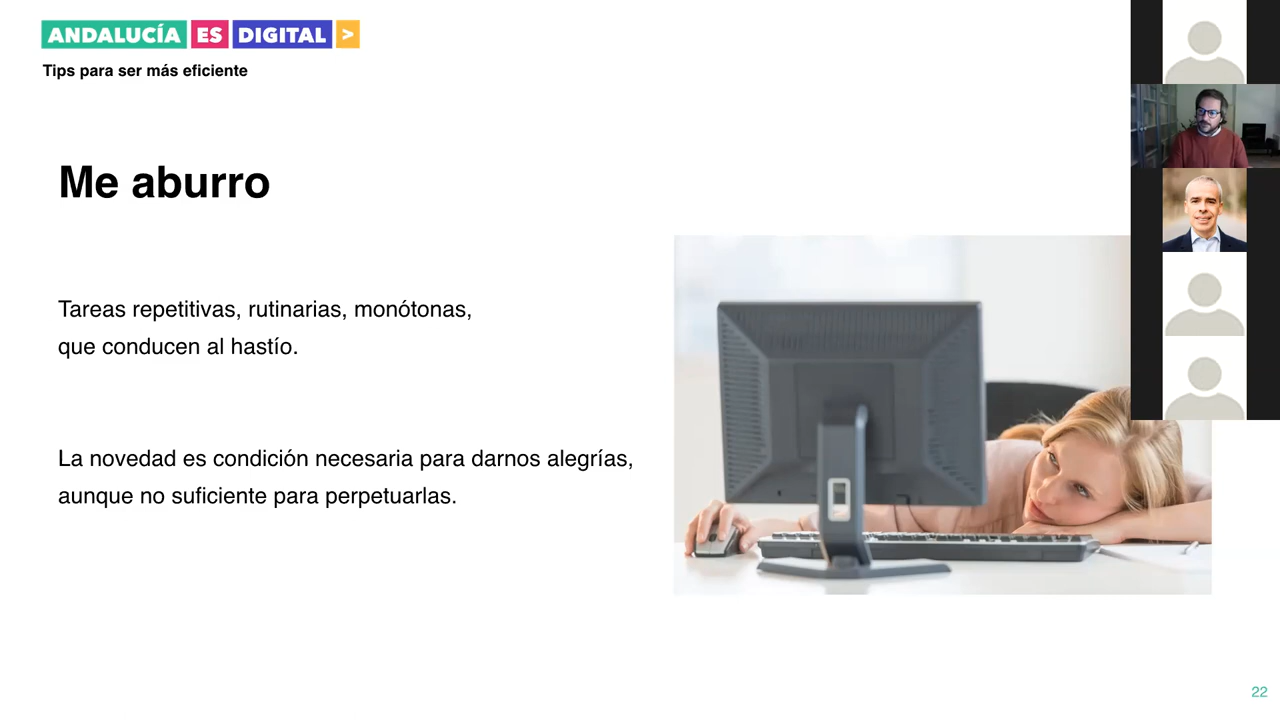 ANDALUCÍA ES DIGITAL >
Tips para ser más eficiente
Me aburro
Tareas repetitivas, rutinarias, monótonas,
que conducen al hastío.
La novedad es condición necesaria para darnos alegrías,
aunque no suficiente para perpetuarlas.
22